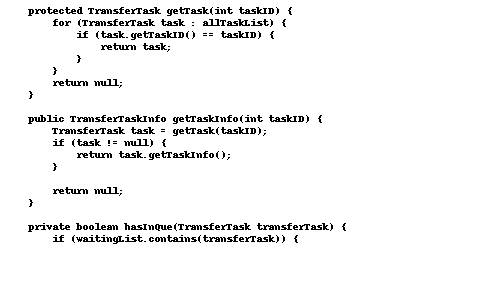 protected TransferTask getTask(int taskID) {
for (TransferTask task : allTaskList) {
if (task.getTaskID() == taskID) {
return task;
}
}
return null;
}
public TransferTaskInfo getTaskInfo(int taskID) {
TransferTask task = getTask(taskID);
if (task != null) {
return task.getTaskInfo();
}
return null;
}
private boolean hasInQue(TransferTask transferTask) {
if (waitingList.contains(transferTask)) {